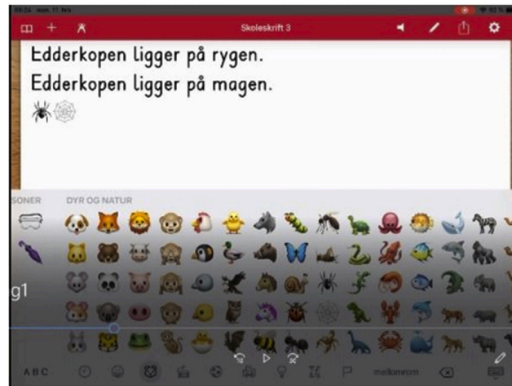 Skoleskrift 3
Edderkopen ligger på rygen.
Edderkopen ligger på magen.
SONER DYR OG NATUR
g1
ABC mellomrom